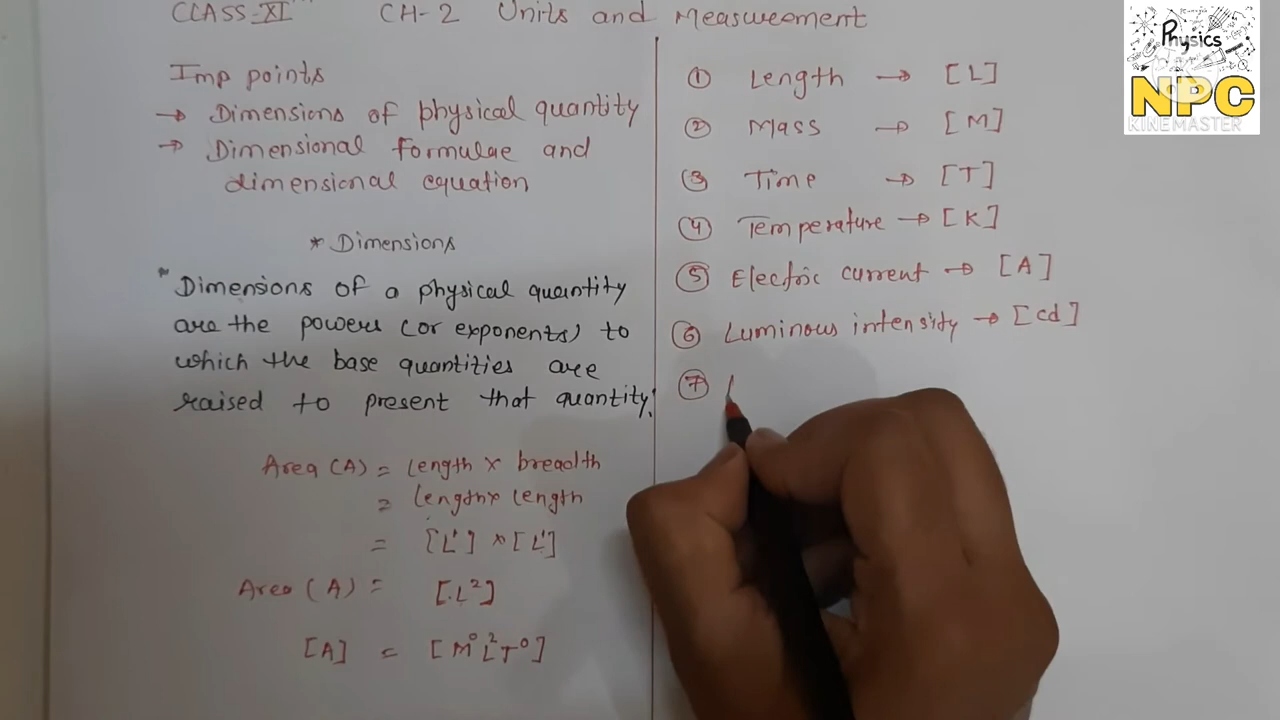 CLASS-XI CH-2 Units and Measurement
Imp points
→ Dimensions of physical quantity
→ Dimensional formulae and
dimensional equation
* Dimensions
"Dimensions of a physical quantity
are the powers (or exponents) to
which the base quantities are
raised to present that quantity."
Area (A) = length × breadth
= length × length
= [L¹] × [L¹]
Area (A) = [L²]
[A] = [M⁰L²T⁰]
① Length → [L]
② Mass → [M]
③ Time → [T]
④ Temperature → [K]
⑤ Electric current → [A]
⑥ Luminous intensity → [cd]
⑦
Physics
NPC
KINEMASTER